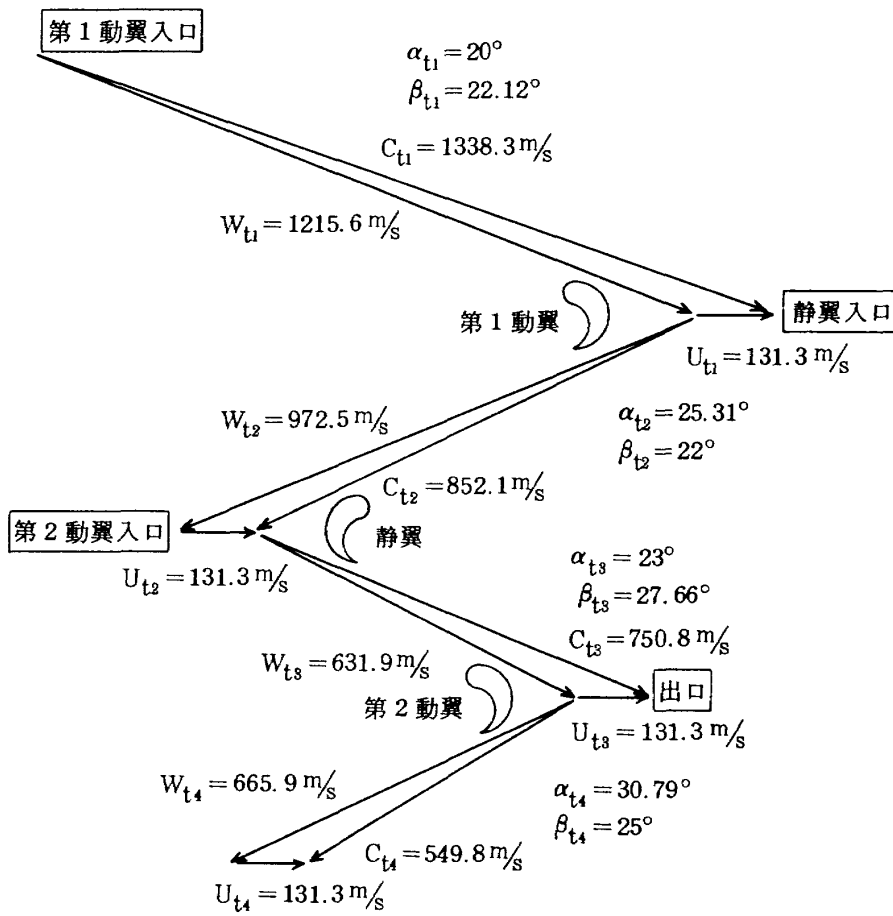 第1動翼入口
α_t1=20°
β_t1=22.12°
C_t1=1338.3 m/s
W_t1=1215.6 m/s
第1動翼
静翼入口
U_t1=131.3 m/s
W_t2=972.5 m/s
α_t2=25.31°
β_t2=22°
C_t2=852.1 m/s
第2動翼入口
静翼
U_t2=131.3 m/s
α_t3=23°
β_t3=27.66°
C_t3=750.8 m/s
W_t3=631.9 m/s
第2動翼
出口
U_t3=131.3 m/s
W_t4=665.9 m/s
α_t4=30.79°
β_t4=25°
C_t4=549.8 m/s
U_t4=131.3 m/s